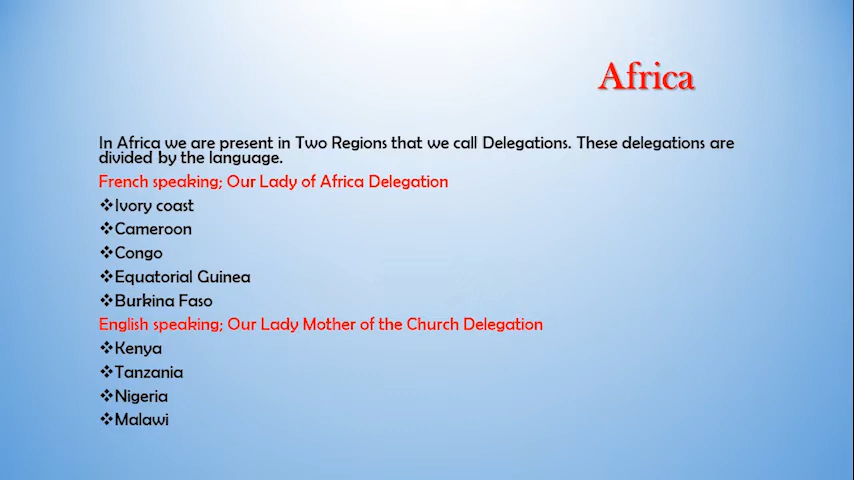 Africa
In Africa we are present in Two Regions that we call Delegations. These delegations are
divided by the language.
French speaking; Our Lady of Africa Delegation
❖Ivory coast
❖Cameroon
❖Congo
❖Equatorial Guinea
❖Burkina Faso
English speaking; Our Lady Mother of the Church Delegation
❖Kenya
❖Tanzania
❖Nigeria
❖Malawi